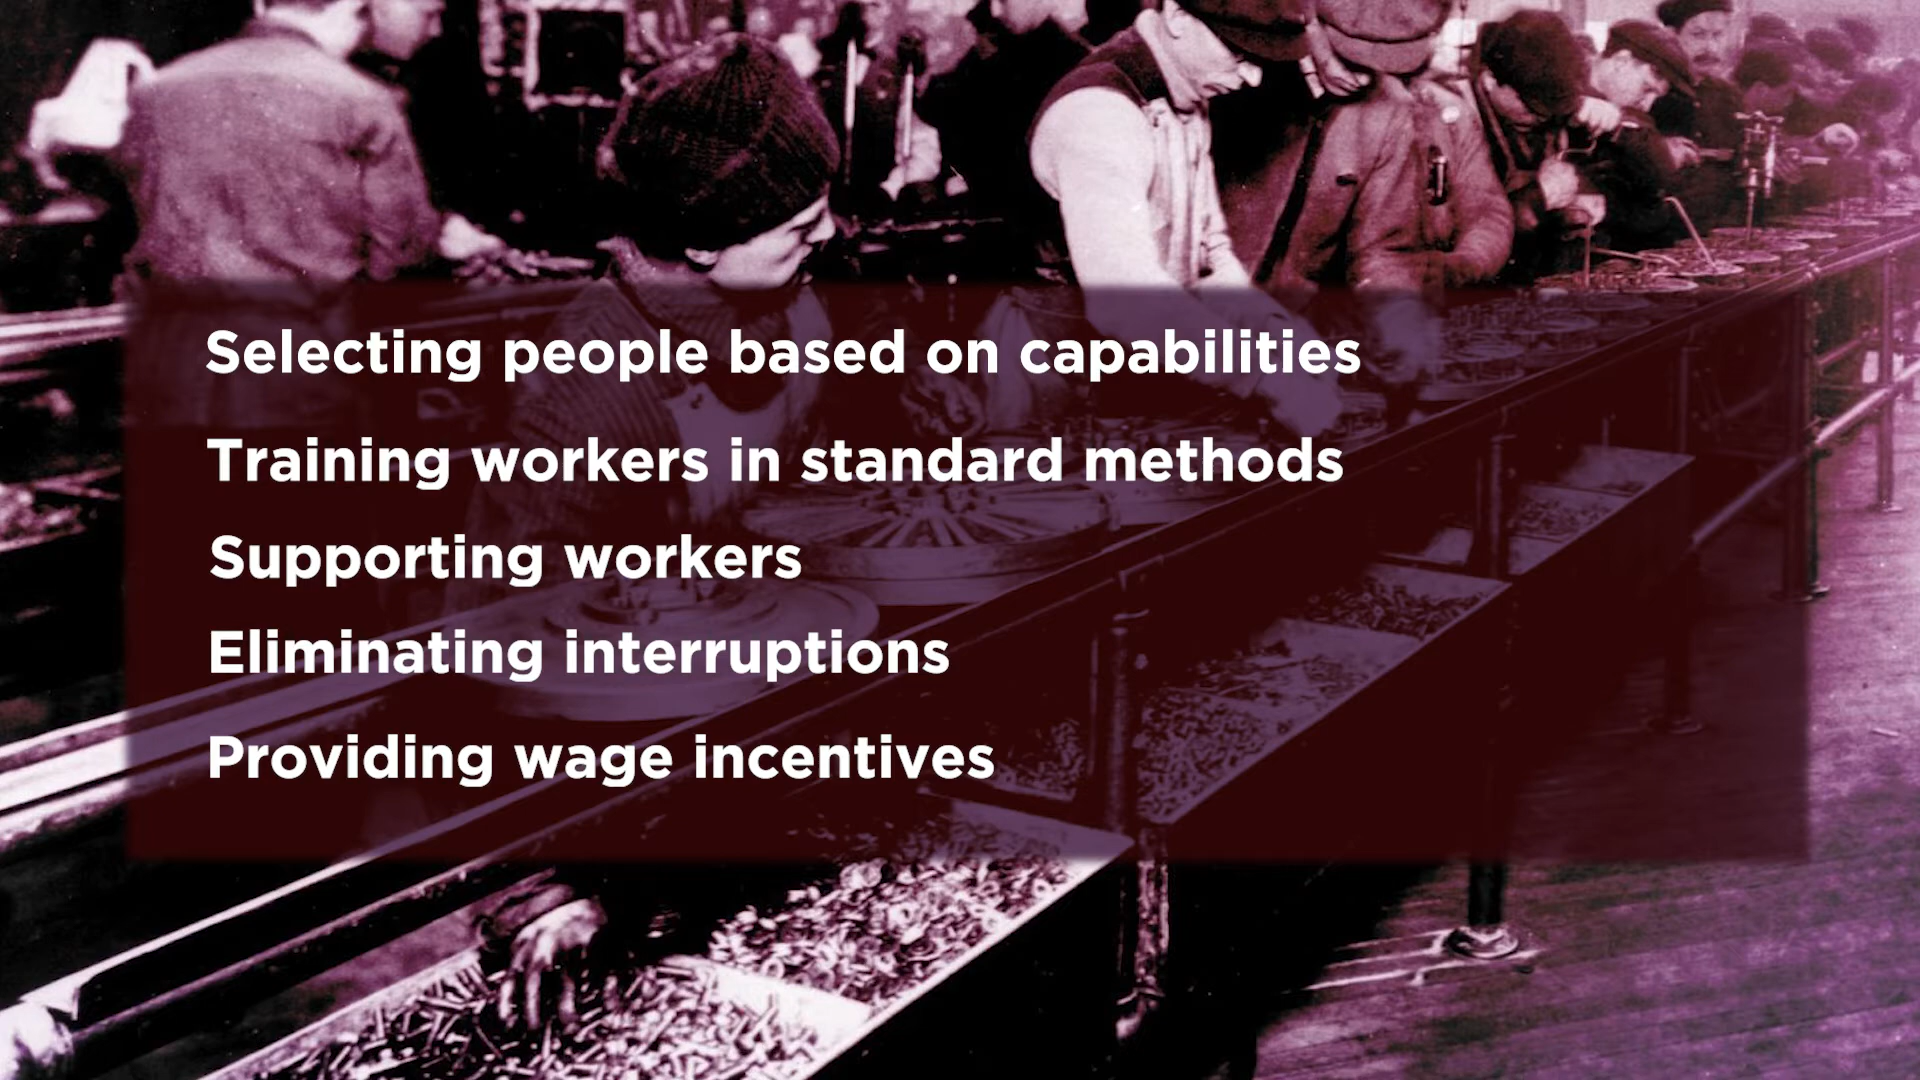 Selecting people based on capabilities
Training workers in standard methods
Supporting workers
Eliminating interruptions
Providing wage incentives